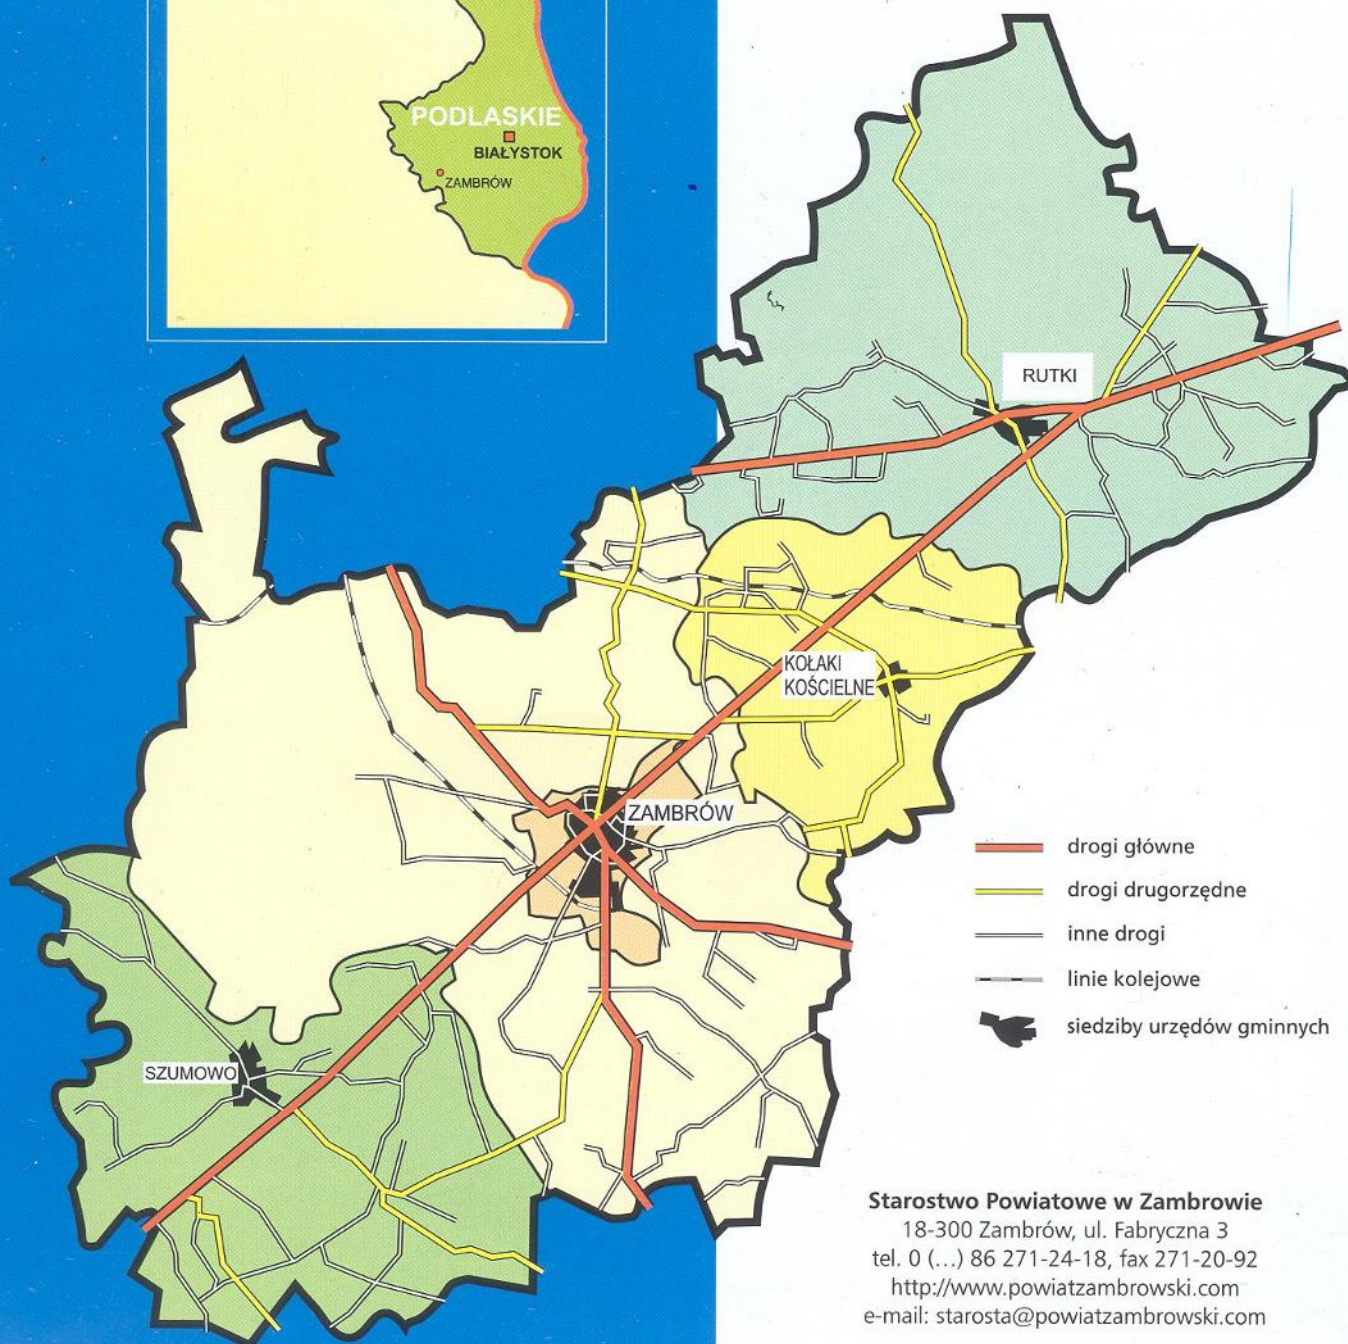 PODLASKIE
BIAŁYSTOK
ZAMBRÓW
RUTKI
KOŁAKI
KOŚCIELNE
ZAMBRÓW
SZUMOWO
drogi główne
drogi drugorzędne
inne drogi
linie kolejowe
siedziby urzędów gminnych
Starostwo Powiatowe w Zambrowie
18-300 Zambrów, ul. Fabryczna 3
tel. 0 (...) 86 271-24-18, fax 271-20-92
http://www.powiatzambrowski.com
e-mail: starosta@powiatzambrowski.com